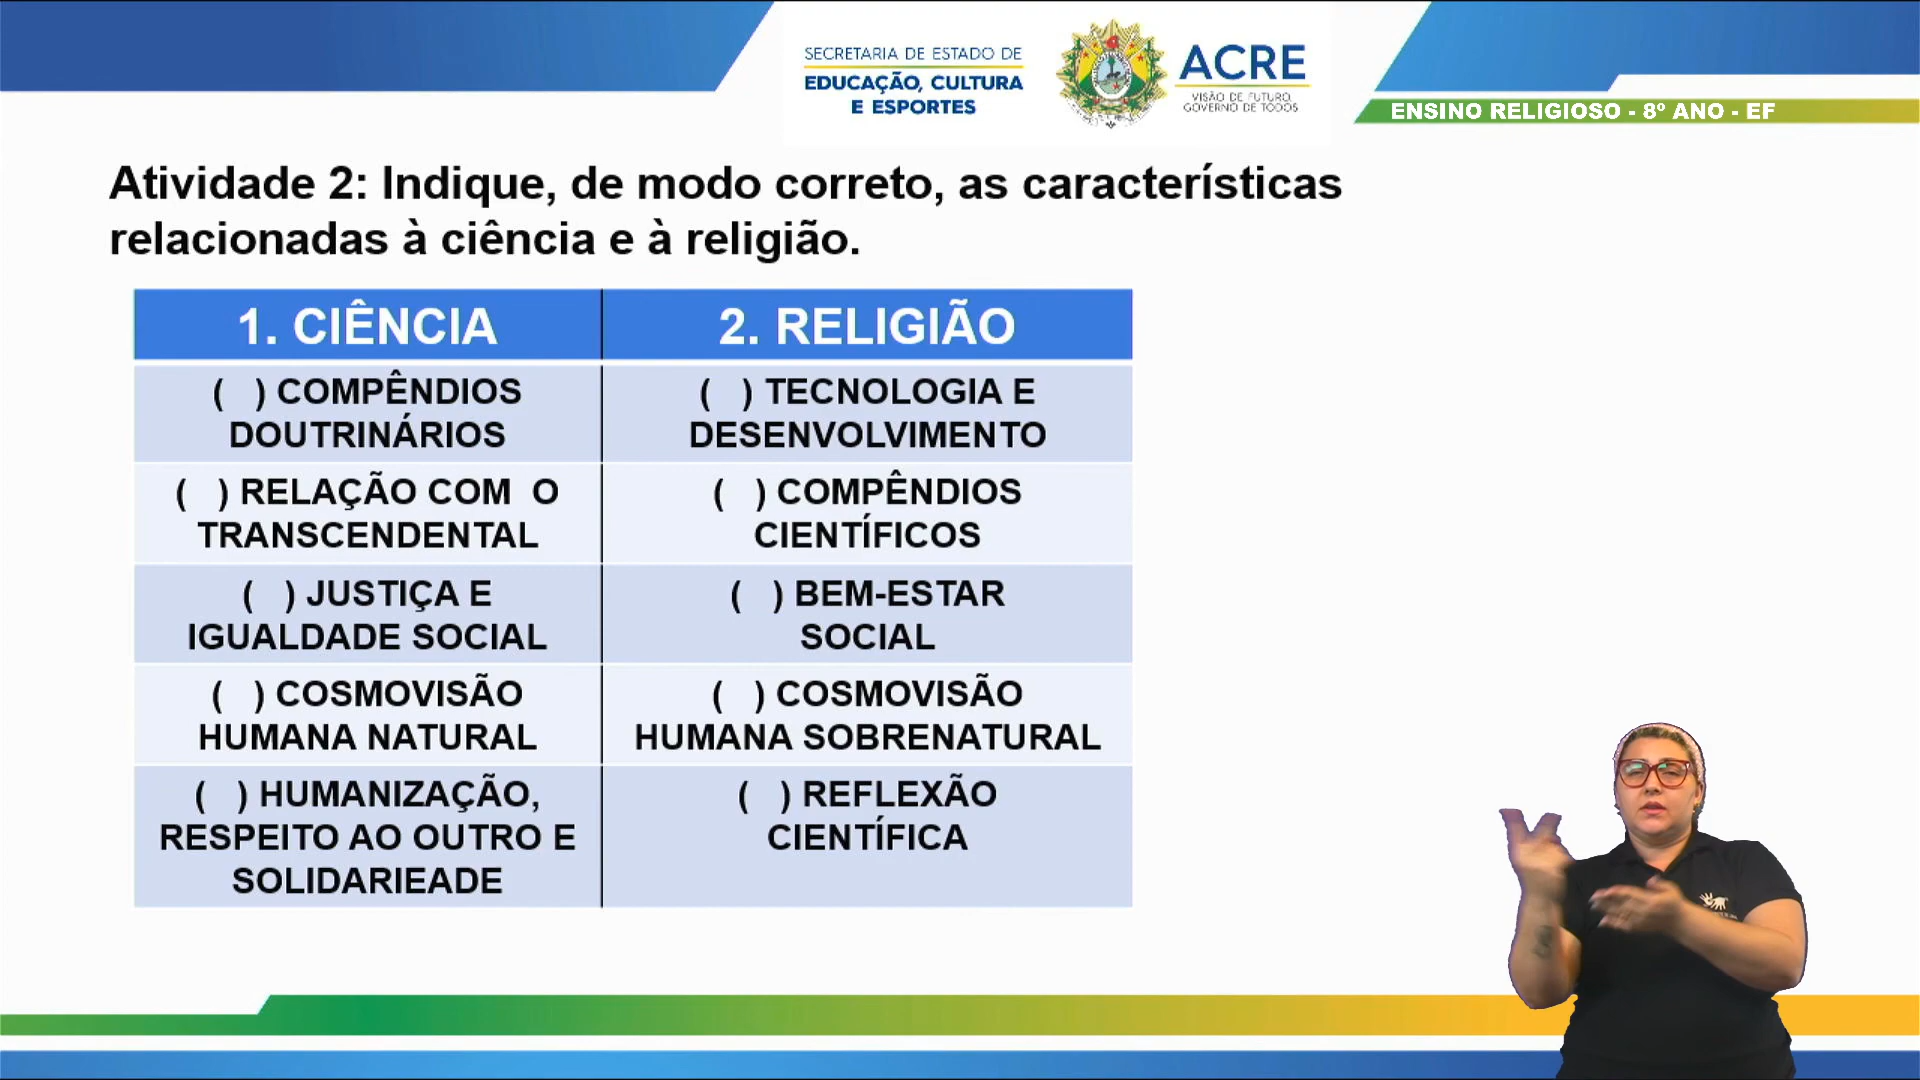 SECRETARIA DE ESTADO DE
EDUCAÇÃO, CULTURA
E ESPORTES
ACRE
VISÃO DE FUTURO,
GOVERNO DE TODOS
ENSINO RELIGIOSO - 8º ANO - EF
Atividade 2: Indique, de modo correto, as características
relacionadas à ciência e à religião.
1. CIÊNCIA
2. RELIGIÃO
(   ) COMPÊNDIOS
DOUTRINÁRIOS
(   ) TECNOLOGIA E
DESENVOLVIMENTO
(   ) RELAÇÃO COM  O
TRANSCENDENTAL
(   ) COMPÊNDIOS
CIENTÍFICOS
(   ) JUSTIÇA E
IGUALDADE SOCIAL
(   ) BEM-ESTAR
SOCIAL
(   ) COSMOVISÃO
HUMANA NATURAL
(   ) COSMOVISÃO
HUMANA SOBRENATURAL
(   ) HUMANIZAÇÃO,
RESPEITO AO OUTRO E
SOLIDARIEADE
(   ) REFLEXÃO
CIENTÍFICA